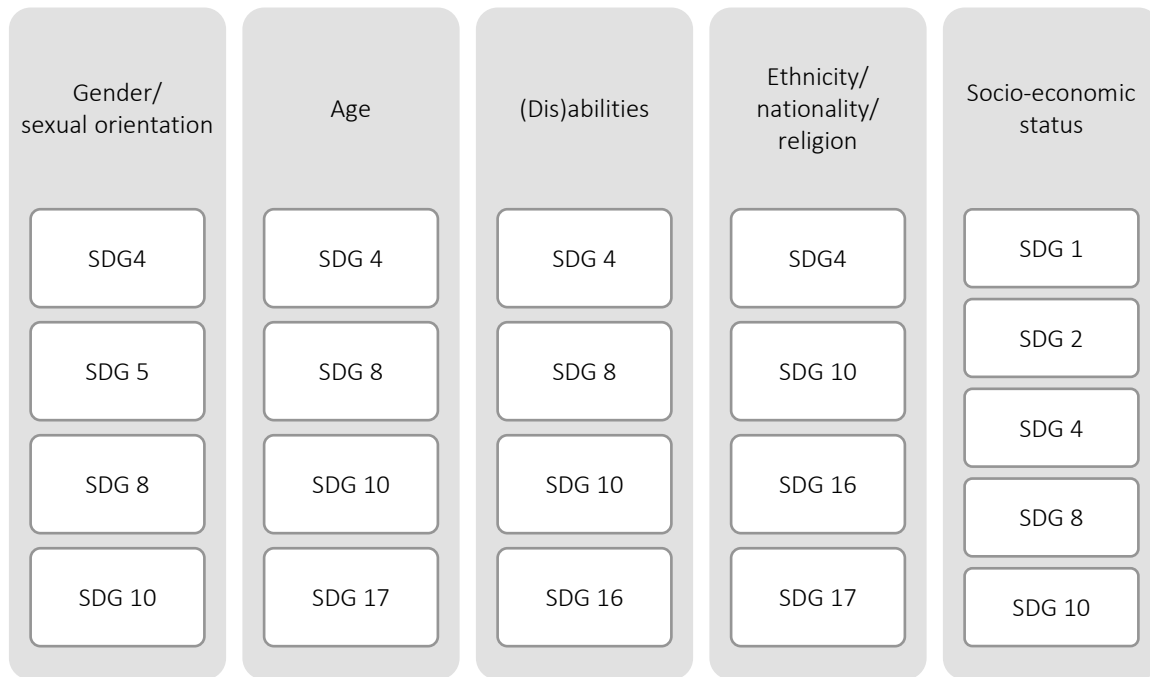 Gender/
sexual orientation
SDG4
SDG 5
SDG 8
SDG 10
Age
SDG 4
SDG 8
SDG 10
SDG 17
(Dis)abilities
SDG 4
SDG 8
SDG 10
SDG 16
Ethnicity/
nationality/
religion
SDG4
SDG 10
SDG 16
SDG 17
Socio-economic
status
SDG 1
SDG 2
SDG 4
SDG 8
SDG 10